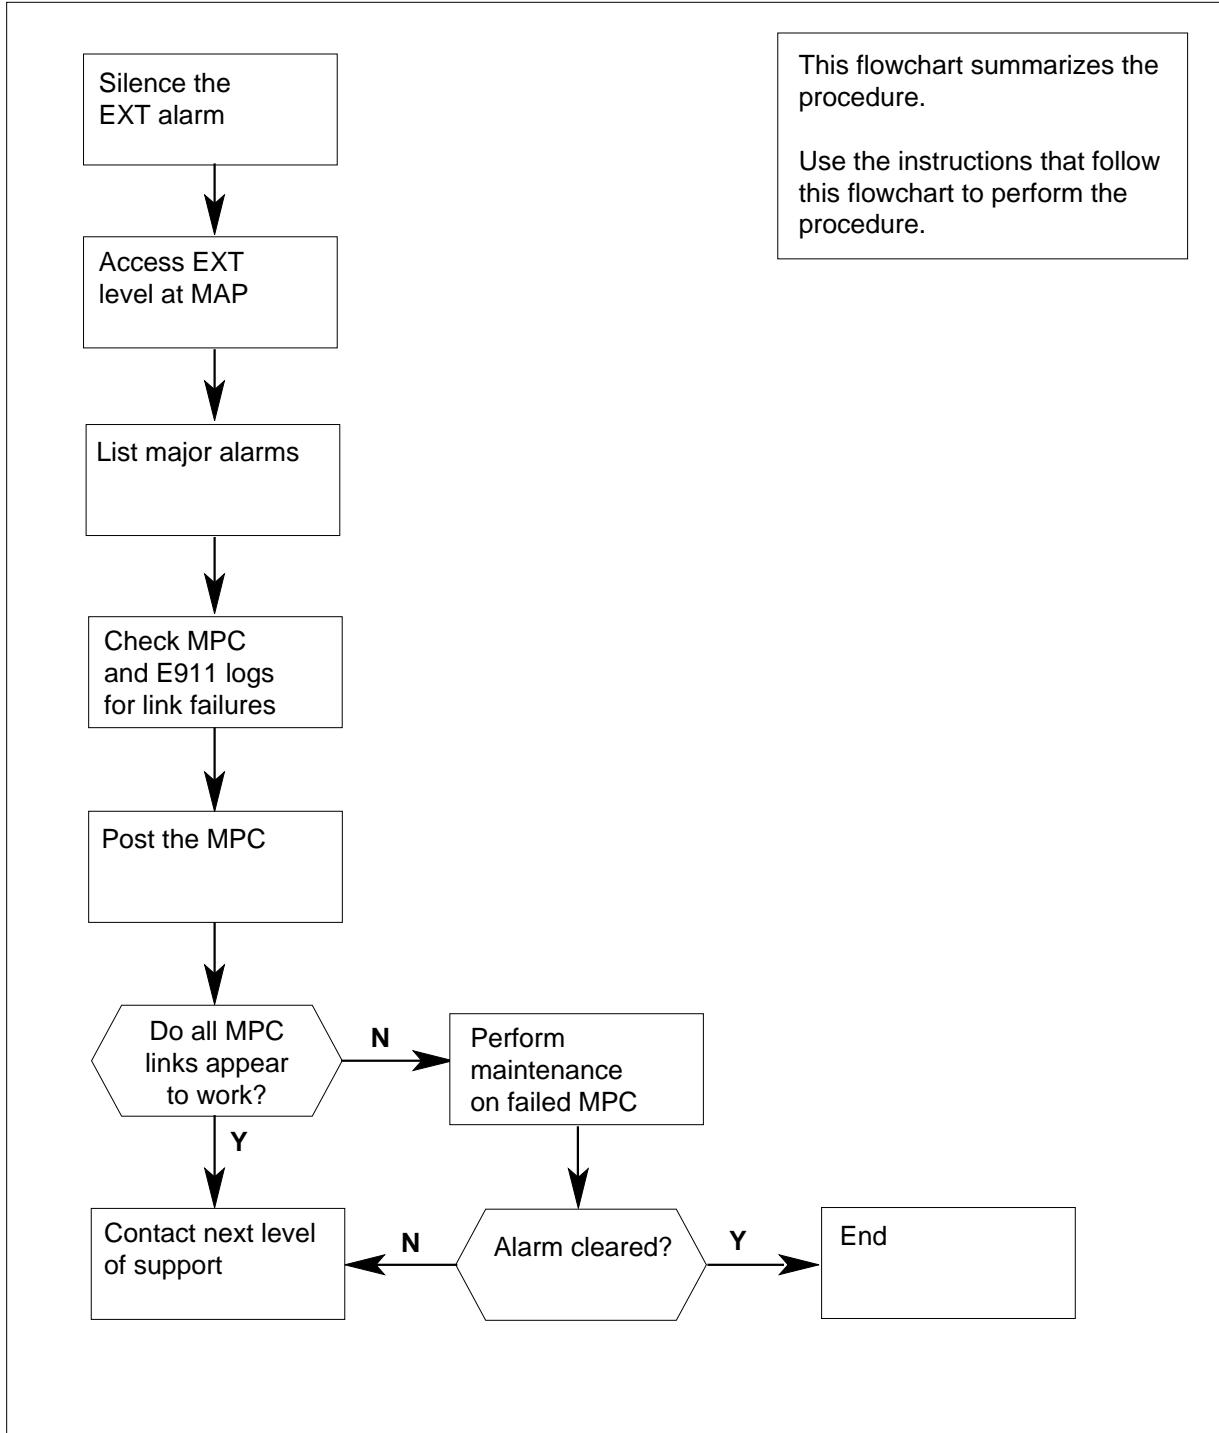 Silence the
EXT alarm
This flowchart summarizes the
procedure.
Use the instructions that follow
this flowchart to perform the
procedure.
Access EXT
level at MAP
List major alarms
Check MPC
and E911 logs
for link failures
Post the MPC
Do all MPC
links appear
to work?
N
Perform
maintenance
on failed MPC
Y
Contact next level
of support
N
Alarm cleared?
Y
End